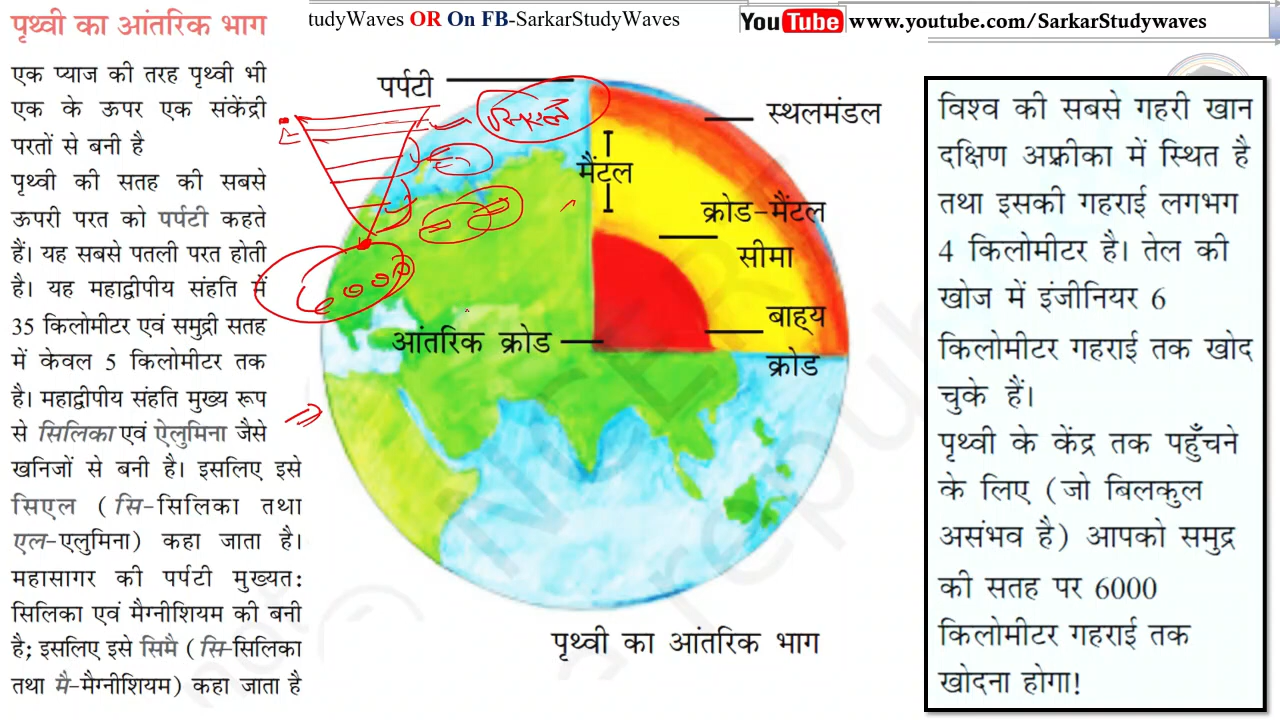 पृथ्वी का आंतरिक भाग
tudyWaves OR On FB-SarkarStudyWaves
YouTube www.youtube.com/SarkarStudywaves
एक प्याज की तरह पृथ्वी भी
एक के ऊपर एक संकेंद्री
परतों से बनी है
पृथ्वी की सतह की सबसे
ऊपरी परत को पर्पटी कहते
हैं। यह सबसे पतली परत होती
है। यह महाद्वीपीय संहति में
35 किलोमीटर एवं समुद्री सतह
में केवल 5 किलोमीटर तक
है। महाद्वीपीय संहति मुख्य रूप
से सिलिका एवं ऐलुमिना जैसे
खनिजों से बनी है। इसलिए इसे
सिएल (सि-सिलिका तथा
एल-एलुमिना) कहा जाता है।
महासागर की पर्पटी मुख्यतः
सिलिका एवं मैग्नीशियम की बनी
है; इसलिए इसे सिमै (सि-सिलिका
तथा मै-मैग्नीशियम) कहा जाता है
पर्पटी
स्थलमंडल
मैंटल
क्रोड-मैंटल
सीमा
बाह्य
क्रोड
आंतरिक क्रोड
पृथ्वी का आंतरिक भाग
विश्व की सबसे गहरी खान
दक्षिण अफ्रीका में स्थित है
तथा इसकी गहराई लगभग
4 किलोमीटर है। तेल की
खोज में इंजीनियर 6
किलोमीटर गहराई तक खोद
चुके हैं।
पृथ्वी के केंद्र तक पहुँचने
के लिए (जो बिलकुल
असंभव है) आपको समुद्र
की सतह पर 6000
किलोमीटर गहराई तक
खोदना होगा!